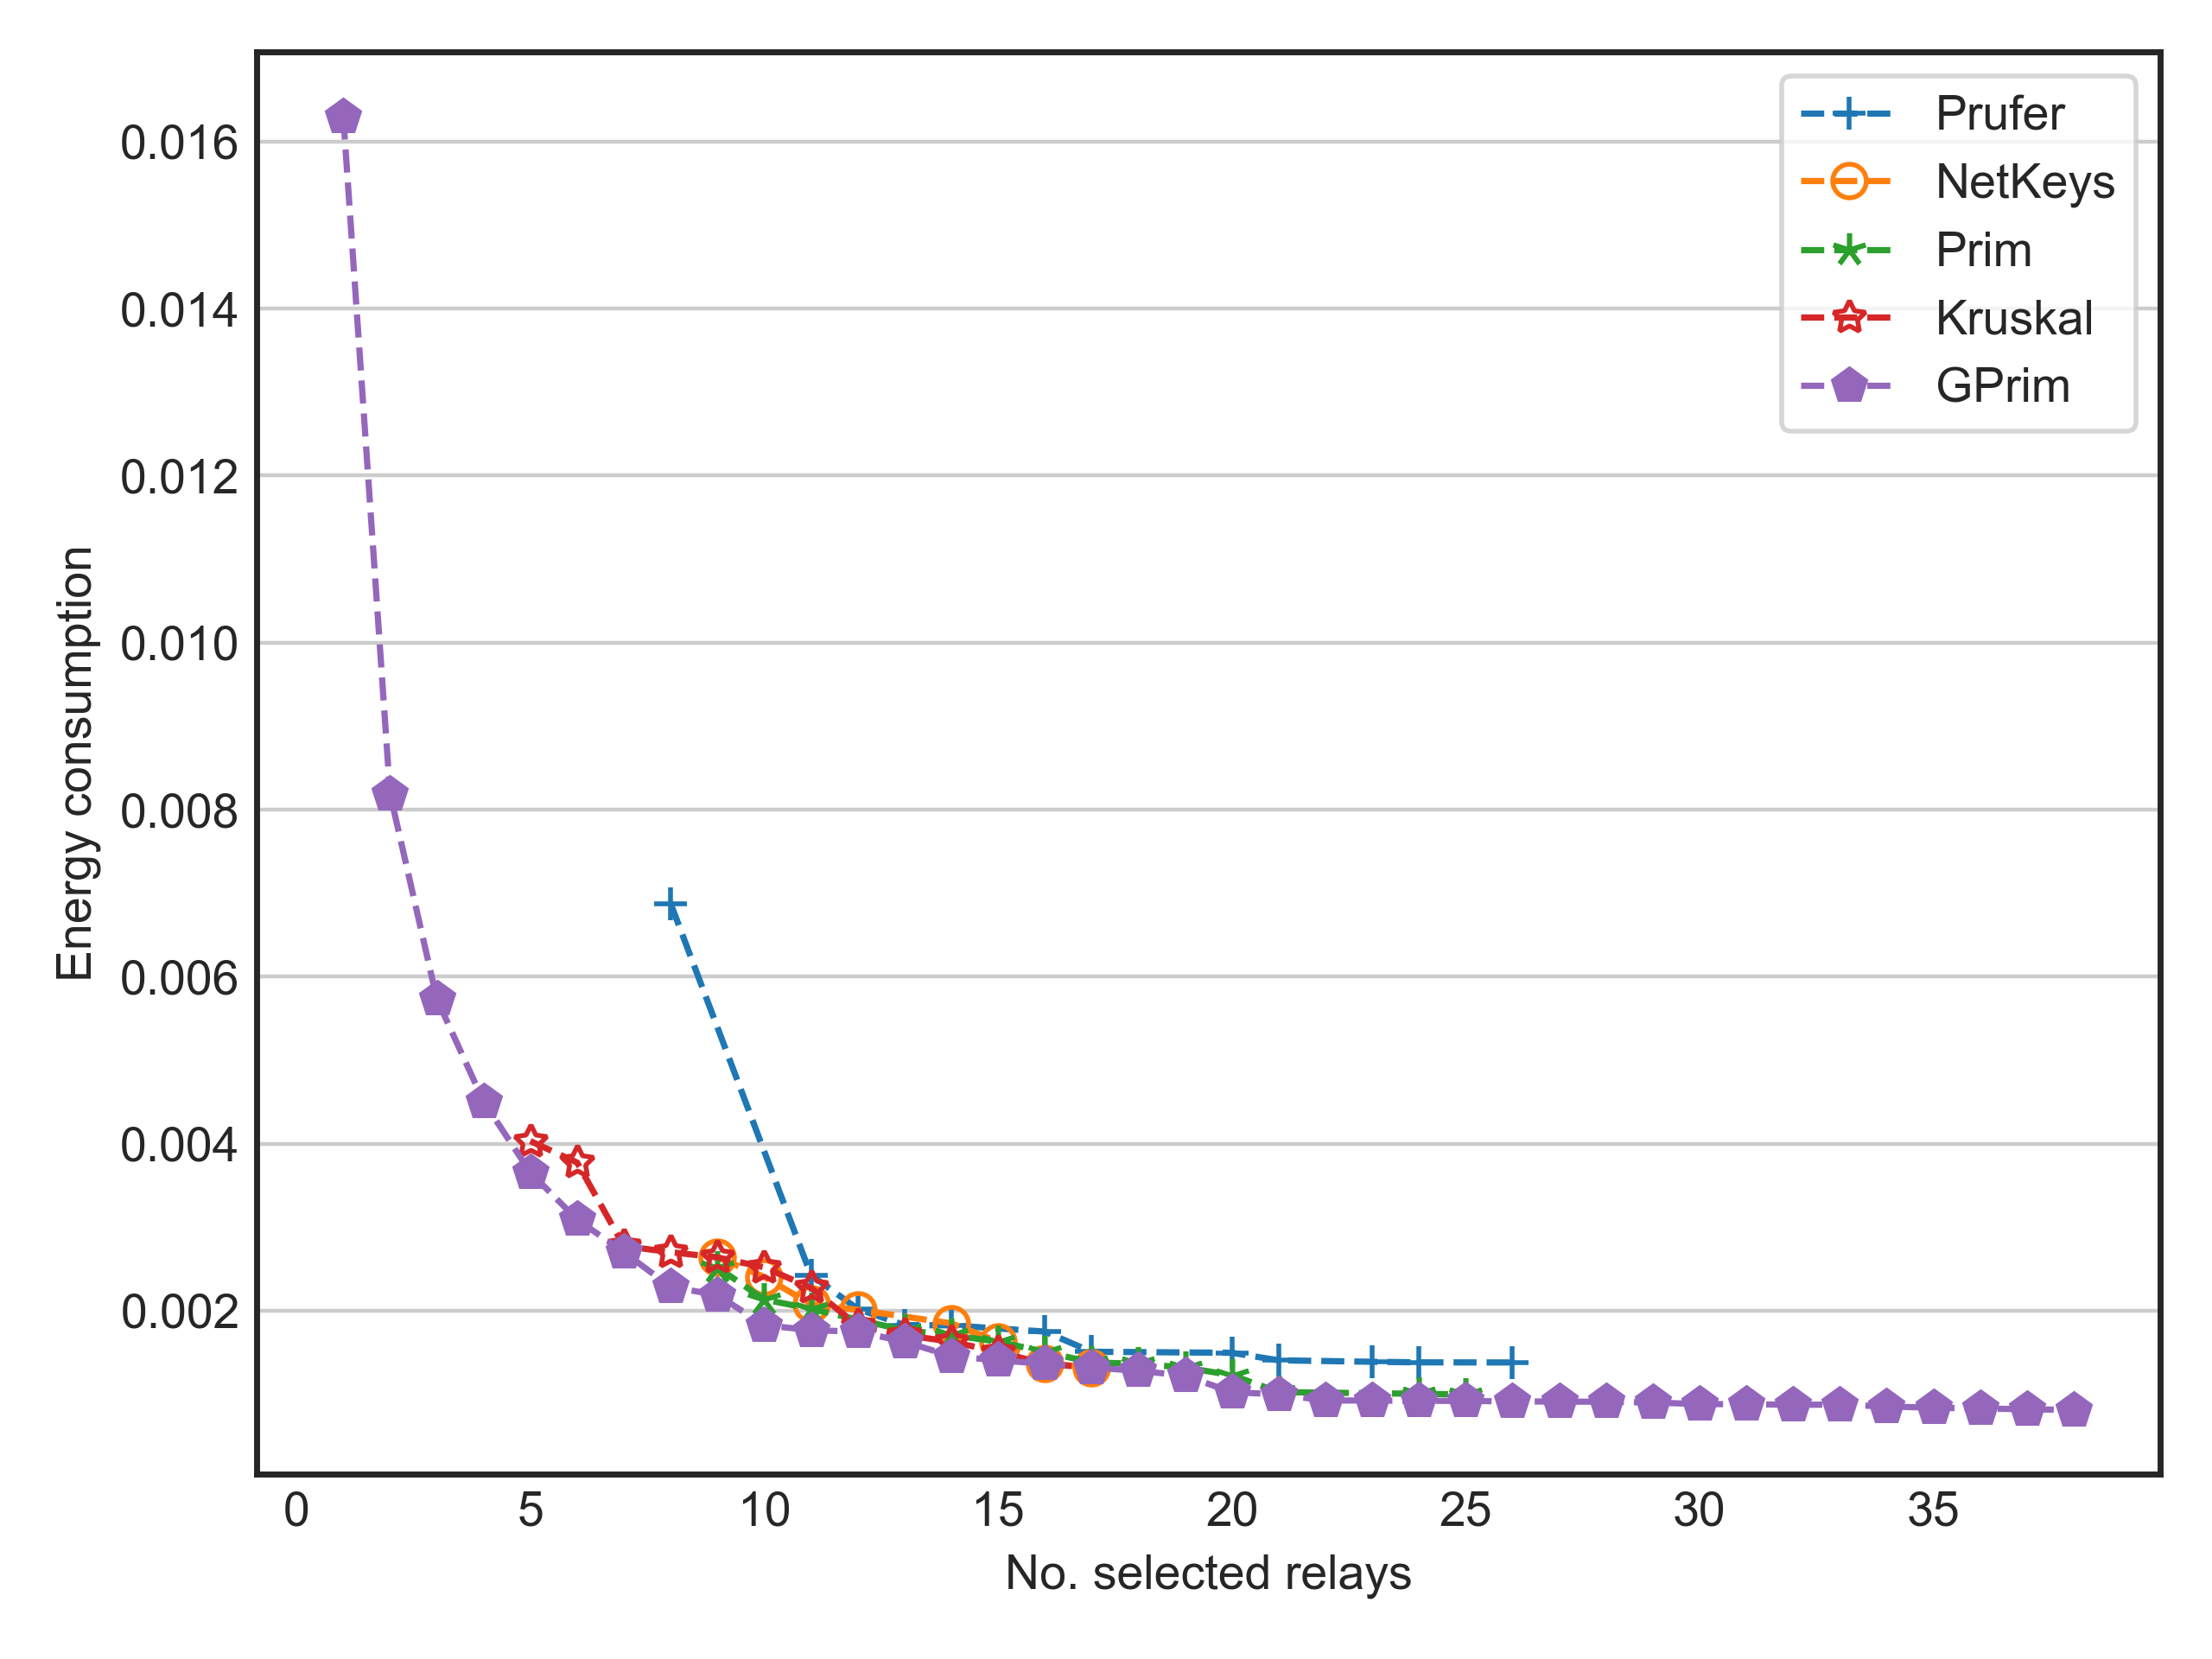 Prufer
NetKeys
Prim
Kruskal
GPrim
0.016
0.014
0.012
0.010
0.008
0.006
0.004
0.002
Energy consumption
0 5 10 15 20 25 30 35
No. selected relays